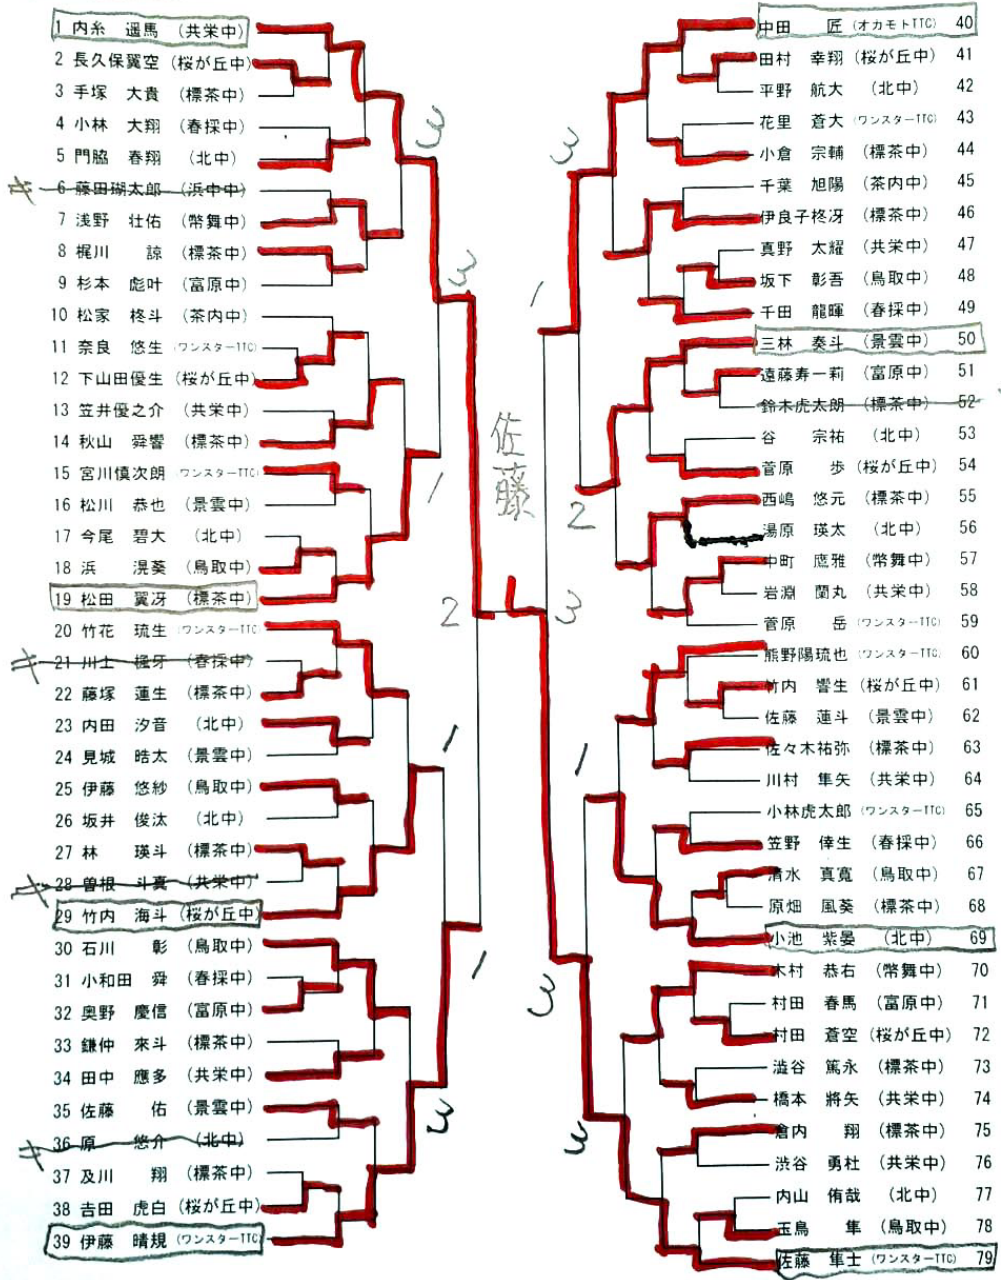 1 内糸 遥馬 (共栄中)
2 長久保翼空 (桜が丘中)
3 手塚 大貴 (標茶中)
4 小林 大翔 (春採中)
5 門脇 春翔 (北中)
6 藤田瑚太郎 (浜中中)
7 浅野 壮佑 (幣舞中)
8 梶川 諒 (標茶中)
9 杉本 彪叶 (富原中)
10 松家 柊斗 (茶内中)
11 奈良 悠生 (ワンスターTTC)
12 下山田優生 (桜が丘中)
13 笠井優之介 (共栄中)
14 秋山 舜響 (標茶中)
15 宮川慎次朗 (ワンスターTTC)
16 松川 恭也 (景雲中)
17 今尾 碧大 (北中)
18 浜 滉葵 (鳥取中)
19 松田 翼冴 (標茶中)
20 竹花 琉生 (ワンスターTTC)
21 川上 楓牙 (春採中)
22 藤塚 蓮生 (標茶中)
23 内田 汐音 (北中)
24 見城 晧太 (景雲中)
25 伊藤 悠紗 (鳥取中)
26 坂井 俊汰 (北中)
27 林 瑛斗 (標茶中)
28 曽根 斗真 (共栄中)
29 竹内 海斗 (桜が丘中)
30 石川 彰 (鳥取中)
31 小和田 舜 (春採中)
32 奥野 慶信 (富原中)
33 鎌仲 來斗 (標茶中)
34 田中 應多 (共栄中)
35 佐藤 佑 (景雲中)
36 原 悠介 (北中)
37 及川 翔 (標茶中)
38 吉田 虎白 (桜が丘中)
39 伊藤 晴規 (ワンスターTTC)
3
3
1
2
1
1
3
佐藤
3
1
2
3
1
3
3
中田 匠 (オカモトTTC) 40
田村 幸翔 (桜が丘中) 41
平野 航大 (北中) 42
花里 蒼大 (ワンスターTTC) 43
小倉 宗輔 (標茶中) 44
千葉 旭陽 (茶内中) 45
伊良子柊冴 (標茶中) 46
真野 太耀 (共栄中) 47
坂下 彰吾 (鳥取中) 48
千田 龍暉 (春採中) 49
三林 奏斗 (景雲中) 50
遠藤寿一莉 (富原中) 51
鈴木虎太朗 (標茶中) 52
谷 宗祐 (北中) 53
菅原 歩 (桜が丘中) 54
西嶋 悠元 (標茶中) 55
湯原 瑛太 (北中) 56
中町 應雅 (幣舞中) 57
岩淵 蘭丸 (共栄中) 58
菅原 岳 (ワンスターTTC) 59
熊野陽琉也 (ワンスターTTC) 60
竹内 響生 (桜が丘中) 61
佐藤 蓮斗 (景雲中) 62
佐々木祐弥 (標茶中) 63
川村 隼矢 (共栄中) 64
小林虎太郎 (ワンスターTTC) 65
笠野 倖生 (春採中) 66
清水 真寛 (鳥取中) 67
原畑 風葵 (標茶中) 68
小池 紫晏 (北中) 69
木村 恭右 (幣舞中) 70
村田 春馬 (富原中) 71
村田 蒼空 (桜が丘中) 72
澁谷 篤永 (標茶中) 73
橋本 將矢 (共栄中) 74
倉内 翔 (標茶中) 75
渋谷 勇杜 (共栄中) 76
内山 侑哉 (北中) 77
玉鳥 隼 (鳥取中) 78
佐藤 隼士 (ワンスターTTC) 79